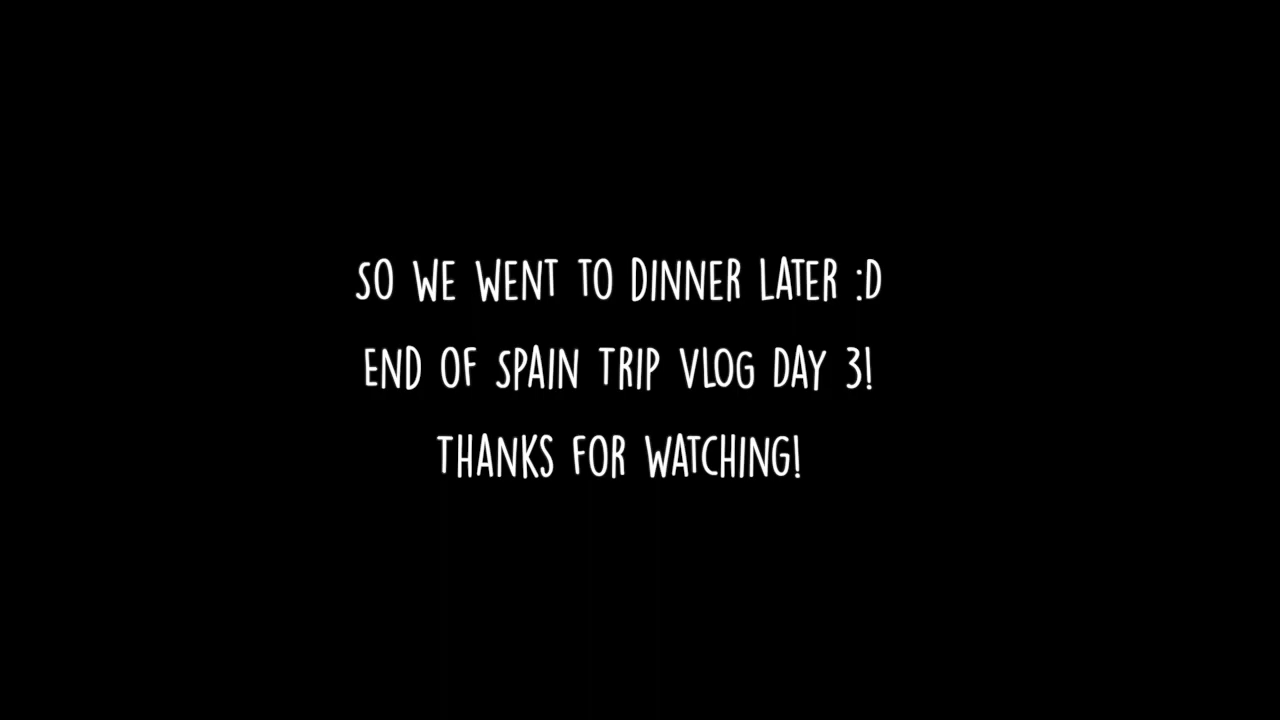 SO WE WENT TO DINNER LATER :D
END OF SPAIN TRIP VLOG DAY 3!
THANKS FOR WATCHING!